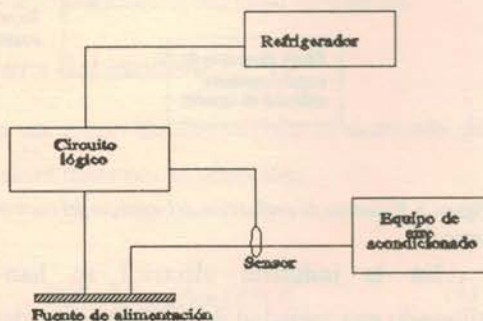 Refrigerador
Circuito
lógico
Equipo de
aire
acondicionado
Sensor
Fuente de alimentación